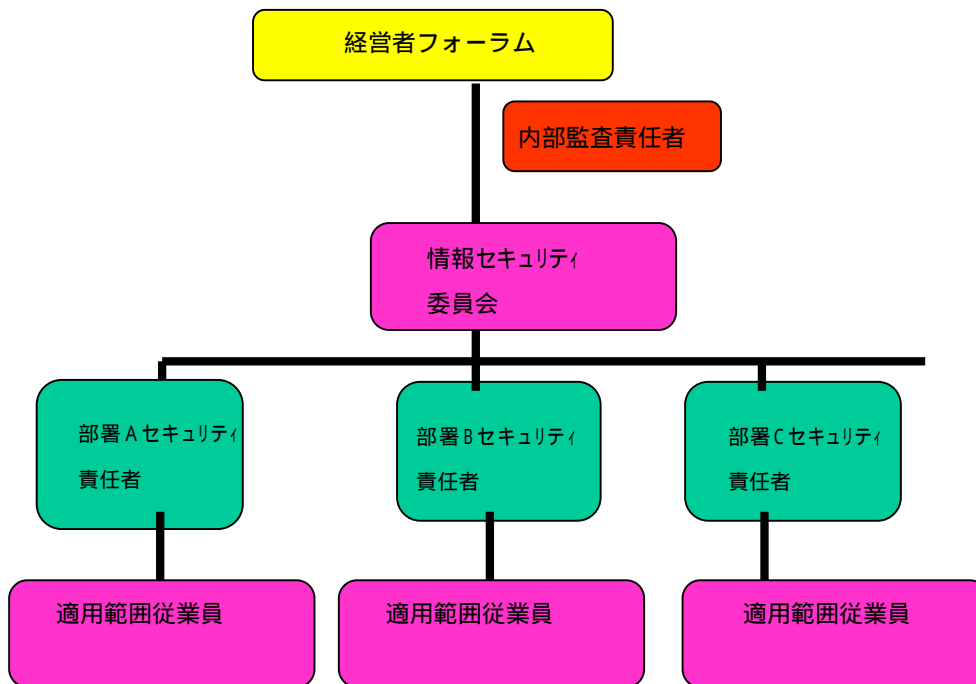 経営者フォーラム
内部監査責任者
情報セキュリティ
委員会
部署Aセキュリティ
責任者
部署Bセキュリティ
責任者
部署Cセキュリティ
責任者
適用範囲従業員
適用範囲従業員
適用範囲従業員